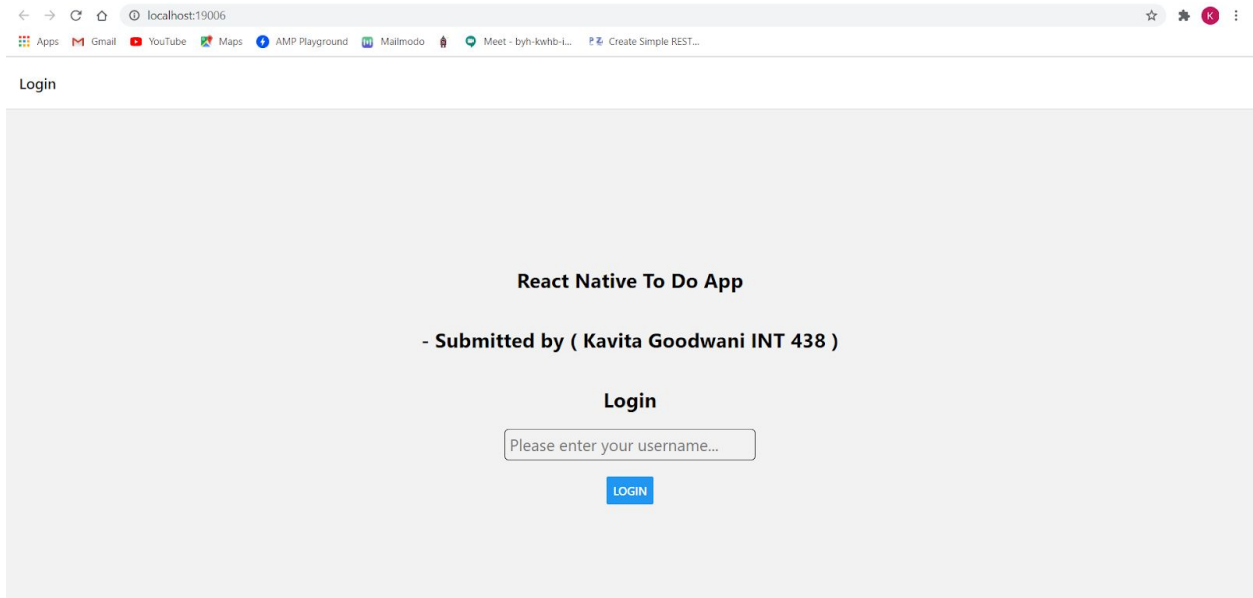 localhost:19006
K
Apps Gmail YouTube Maps AMP Playground Mailmodo Meet - byh-kwhb-i... Create Simple REST...
Login
React Native To Do App
- Submitted by ( Kavita Goodwani INT 438 )
Login
Please enter your username...
LOGIN